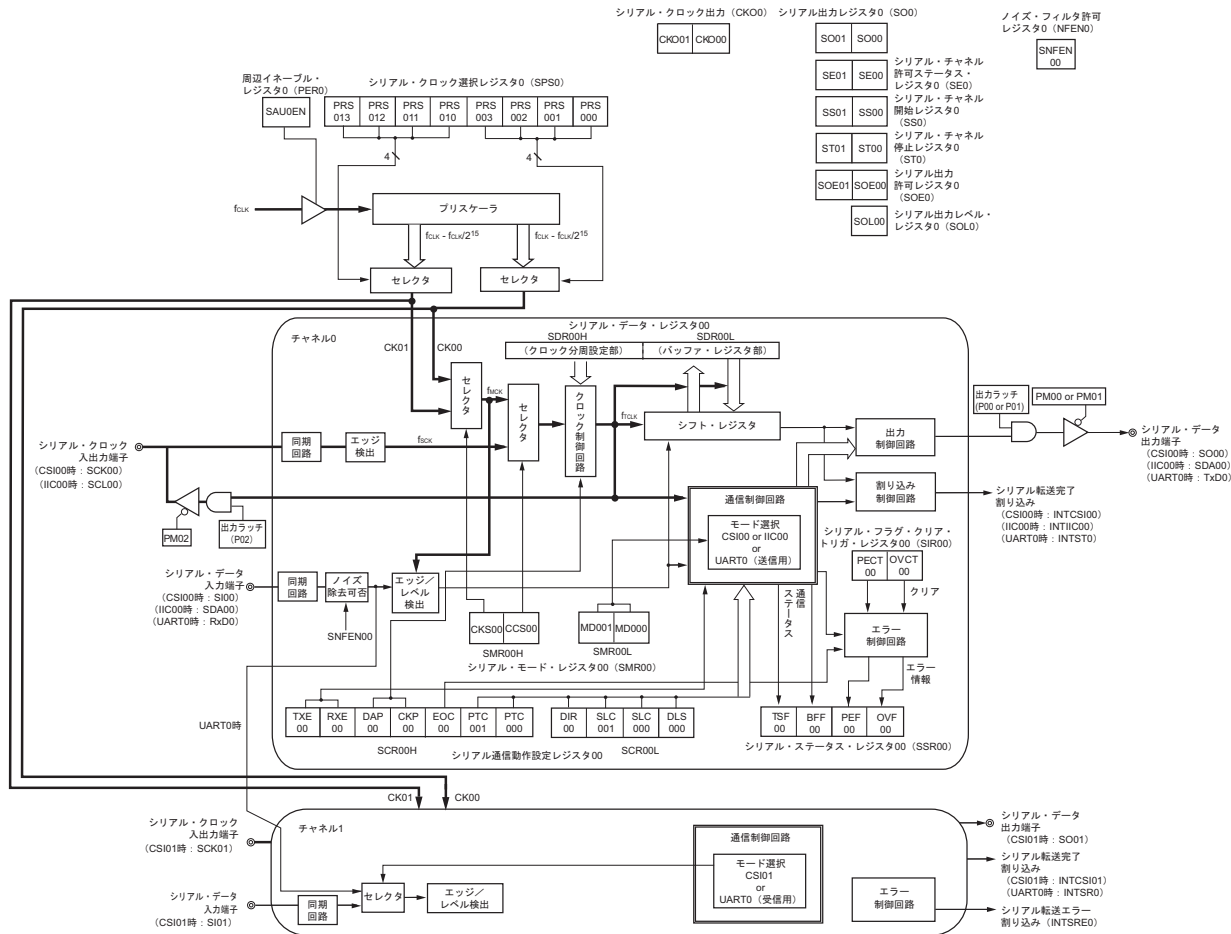 シリアル・クロック出力（CKO0）
CKO01 CKO00
シリアル出力レジスタ0（SO0）
SO01 SO00
ノイズ・フィルタ許可
レジスタ0（NFEN0）
SNFEN
00
SE01 SE00
シリアル・チャネル
許可ステータス・
レジスタ0（SE0）
SS01 SS00
シリアル・チャネル
開始レジスタ0
（SS0）
ST01 ST00
シリアル・チャネル
停止レジスタ0
（ST0）
SOE01 SOE00
シリアル出力
許可レジスタ0
（SOE0）
SOL00
シリアル出力レベル・
レジスタ0（SOL0）
周辺イネーブル・
レジスタ0（PER0）
SAU0EN
シリアル・クロック選択レジスタ0（SPS0）
PRS PRS PRS PRS PRS PRS PRS PRS
013 012 011 010 003 002 001 000
4
4
fCLK
プリスケーラ
fCLK - fCLK/2¹⁵
fCLK - fCLK/2¹⁵
セレクタ
セレクタ
チャネル0
CK01
CK00
シリアル・データ・レジスタ00
SDR00H
SDR00L
（クロック分周設定部）
（バッファ・レジスタ部）
セレクタ
fMCK
セレクタ
クロック制御回路
fTCLK
シフト・レジスタ
出力
制御回路
出力ラッチ
(P00 or P01)
PM00 or PM01
シリアル・データ
出力端子
(CSI00時：SO00)
(IIC00時：SDA00)
(UART0時：TxD0)
シリアル・クロック
入出力端子
(CSI00時：SCK00)
(IIC00時：SCL00)
同期
回路
エッジ
検出
fSCK
PM02
出力ラッチ
（P02）
通信制御回路
モード選択
CSI00 or IIC00
or
UART0（送信用）
割り込み
制御回路
シリアル転送完了
割り込み
(CSI00時：INTCSI00)
(IIC00時：INTIIC00)
(UART0時：INTST0)
シリアル・フラグ・クリア・
トリガ・レジスタ00（SIR00）
PECT OVCT
00 00
クリア
シリアル・データ
入力端子
(CSI00時：SI00)
(IIC00時：SDA00)
(UART0時：RxD0)
同期
回路
ノイズ
除去可否
SNFEN00
エッジ／
レベル
検出
CKS00 CCS00
SMR00H
MD001 MD000
SMR00L
シリアル・モード・レジスタ00（SMR00）
通信
ステータス
エラー
制御回路
エラー
情報
UART0時
TXE RXE DAP CKP EOC PTC PTC
00 00 00 00 00 001 000
SCR00H
DIR SLC SLC DLS
00 001 000 000
SCR00L
シリアル通信動作設定レジスタ00
TSF BFF PEF OVF
00 00 00 00
シリアル・ステータス・レジスタ00（SSR00）
CK01
CK00
チャネル1
シリアル・クロック
入出力端子
(CSI01時：SCK01)
シリアル・データ
入力端子
(CSI01時：SI01)
同期
回路
セレクタ
エッジ／
レベル検出
通信制御回路
モード選択
CSI01
or
UART0（受信用）
エラー
制御回路
シリアル・データ
出力端子
(CSI01時：SO01)
シリアル転送完了
割り込み
(CSI01時：INTCSI01)
(UART0時：INTSR0)
シリアル転送エラー
割り込み（INTSRE0）